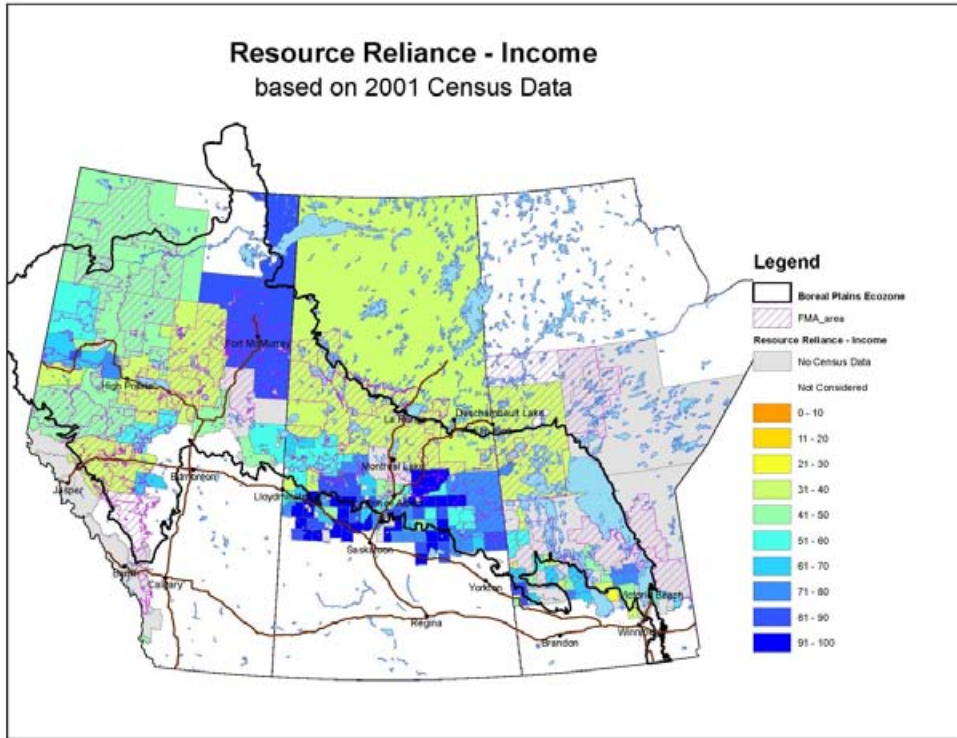 Resource Reliance - Income
based on 2001 Census Data
Legend
Boreal Plains Ecozone
FMA_area
Resource Reliance - Income
No Census Data
Not Considered
0 - 10
11 - 20
21 - 30
31 - 40
41 - 50
51 - 60
61 - 70
71 - 80
81 - 90
91 - 100
Fort McMurray
High Prairie
Deschambault Lake
La Ronge
Montreal Lake
Edmonton
Jasper
Lloydminster
Saskatoon
Banff
Calgary
Yorkton
Victoria Beach
Regina
Brandon
Winnipeg